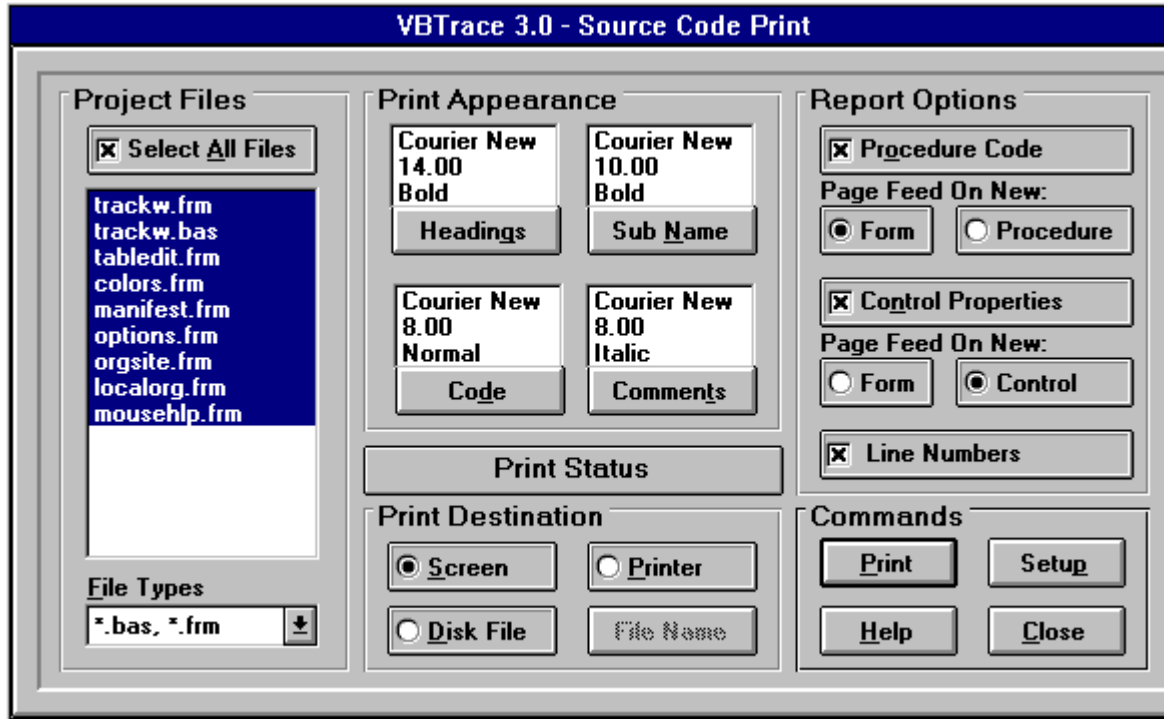 VBTrace 3.0 - Source Code Print
Project Files
Select All Files
trackw.frm
trackw.bas
tabledit.frm
colors.frm
manifest.frm
options.frm
orgsite.frm
localorg.frm
mousehlp.frm
File Types
*.bas, *.frm
Print Appearance
Courier New
14.00
Bold
Headings
Courier New
10.00
Bold
Sub Name
Courier New
8.00
Normal
Code
Courier New
8.00
Italic
Comments
Print Status
Print Destination
Screen
Printer
Disk File
File Name
Report Options
Procedure Code
Page Feed On New:
Form
Procedure
Control Properties
Page Feed On New:
Form
Control
Line Numbers
Commands
Print
Setup
Help
Close